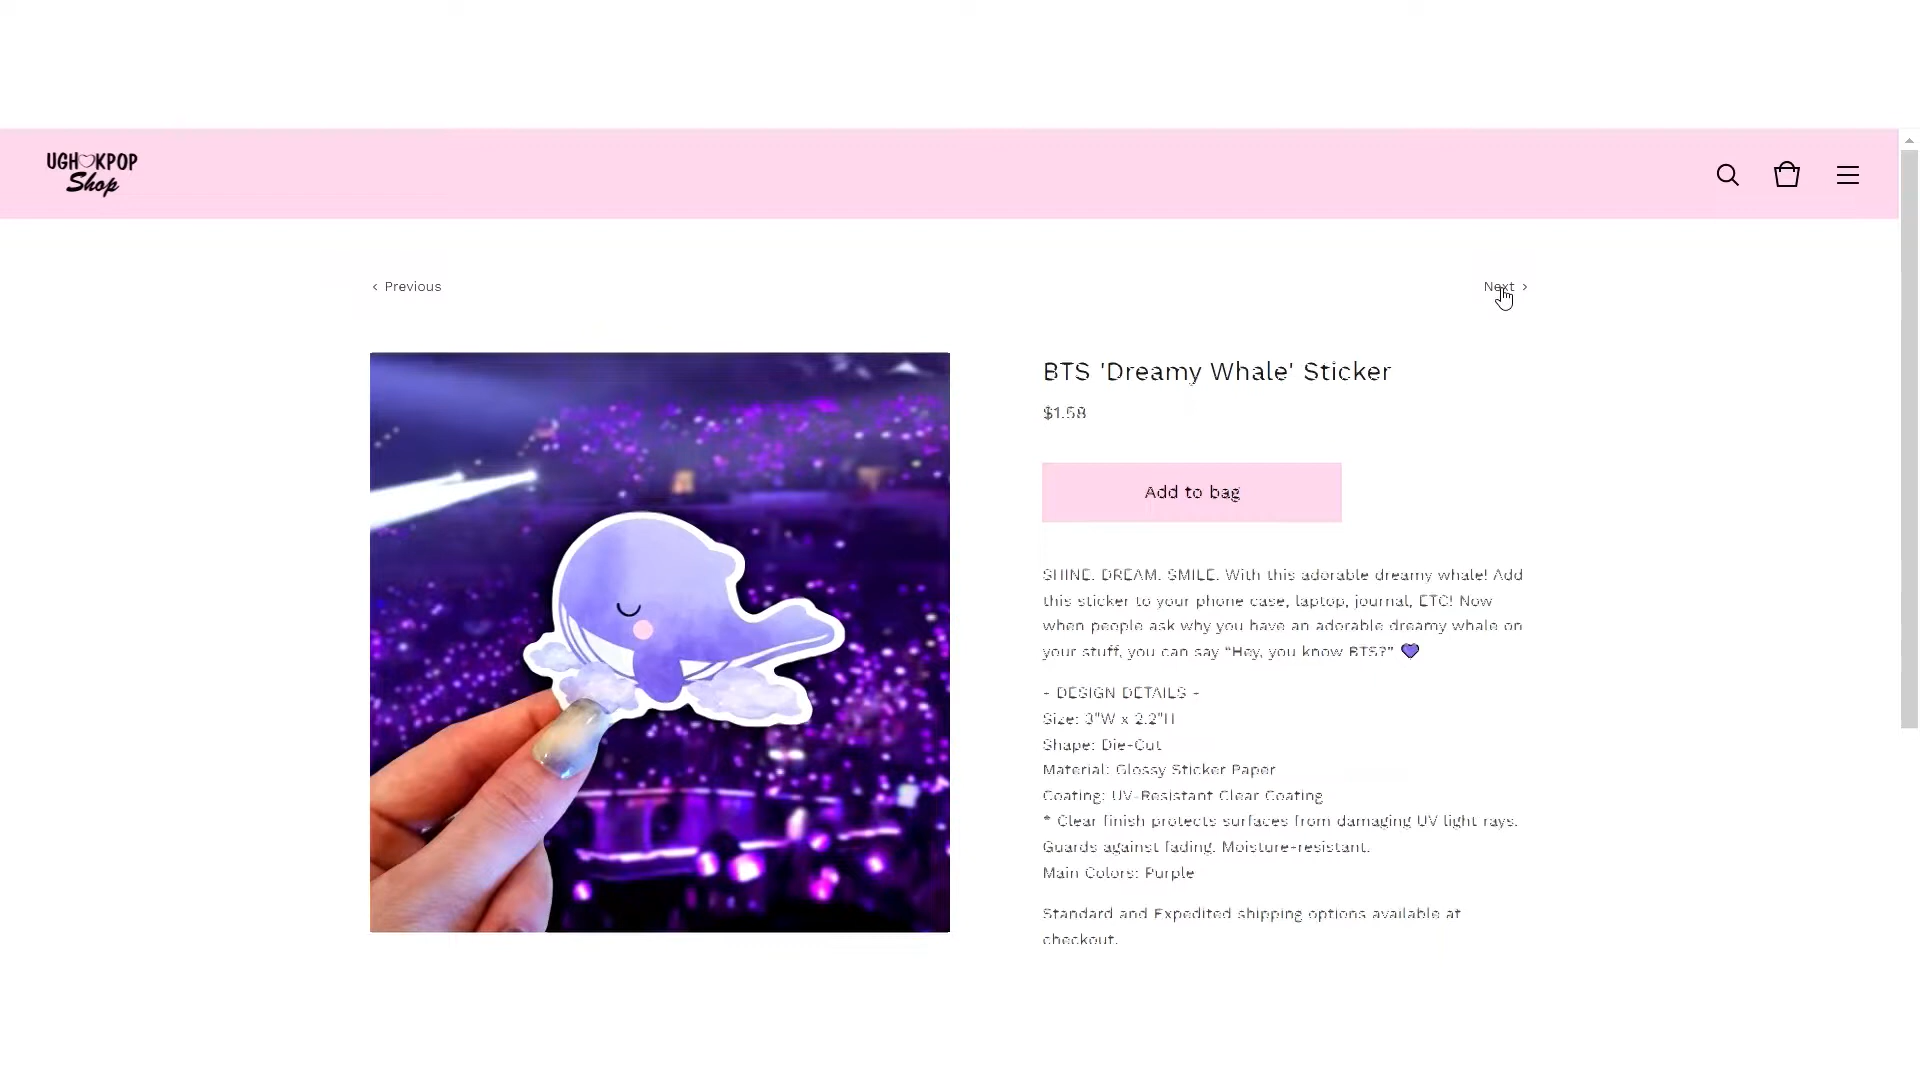 UGH KPOP
Shop
‹ Previous
Next ›
BTS 'Dreamy Whale' Sticker
$1.58
Add to bag
SHINE. DREAM. SMILE. With this adorable dreamy whale! Add
this sticker to your phone case, laptop, journal, ETC! Now
when people ask why you have an adorable dreamy whale on
your stuff, you can say “Hey, you know BTS?” 💜
- DESIGN DETAILS -
Size: 3"W x 2.2"H
Shape: Die-Cut
Material: Glossy Sticker Paper
Coating: UV-Resistant Clear Coating
* Clear finish protects surfaces from damaging UV light rays.
Guards against fading. Moisture-resistant.
Main Colors: Purple
Standard and Expedited shipping options available at
checkout.